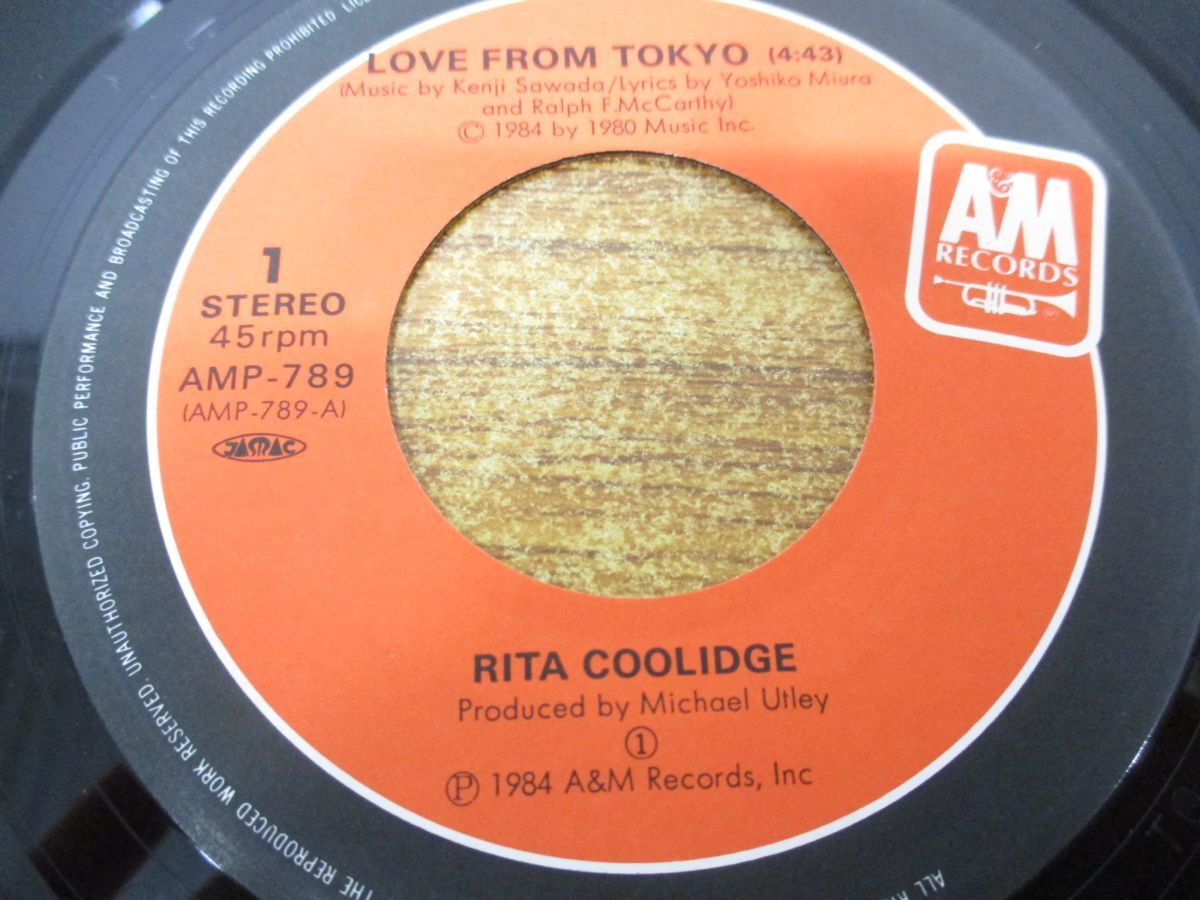 LOVE FROM TOKYO (4:43)
(Music by Kenji Sawada/Lyrics by Yoshiko Miura
and Ralph F.McCarthy)
© 1984 by 1980 Music Inc.
A&M
RECORDS
®
1
STEREO
45rpm
AMP-789
(AMP-789-A)
JASRAC
RITA COOLIDGE
Produced by Michael Utley
①
Ⓟ 1984 A&M Records, Inc
THE REPRODUCED WORK RESERVED. UNAUTHORIZED COPYING, PUBLIC PERFORMANCE AND BROADCASTING OF THIS RECORDING PROHIBITED
ALL